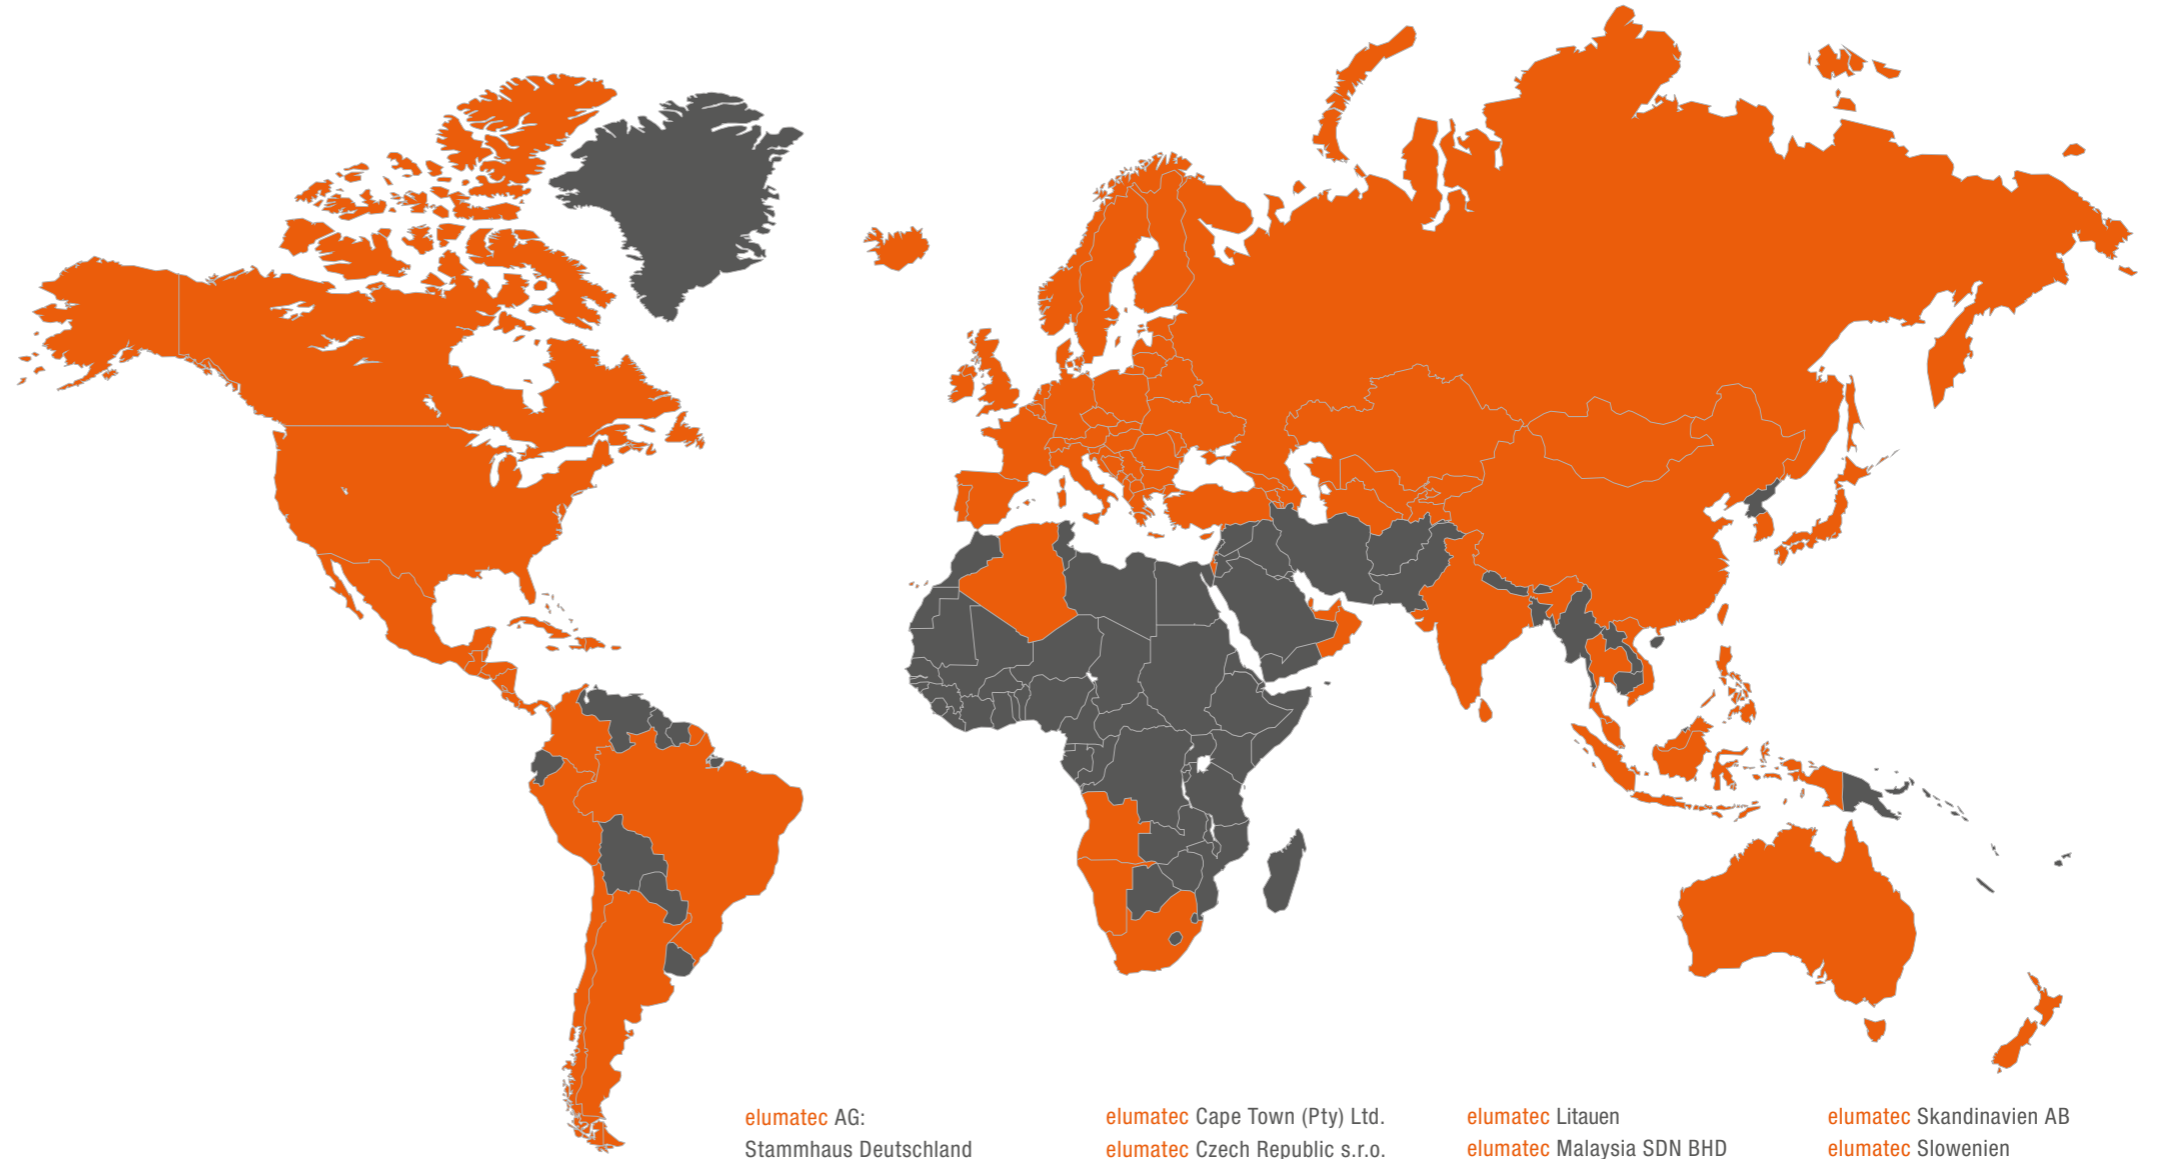 elumatec AG:
Stammhaus Deutschland
elumatec Cape Town (Pty) Ltd.
elumatec Czech Republic s.r.o.
elumatec Litauen
elumatec Malaysia SDN BHD
elumatec Skandinavien AB
elumatec Slowenien